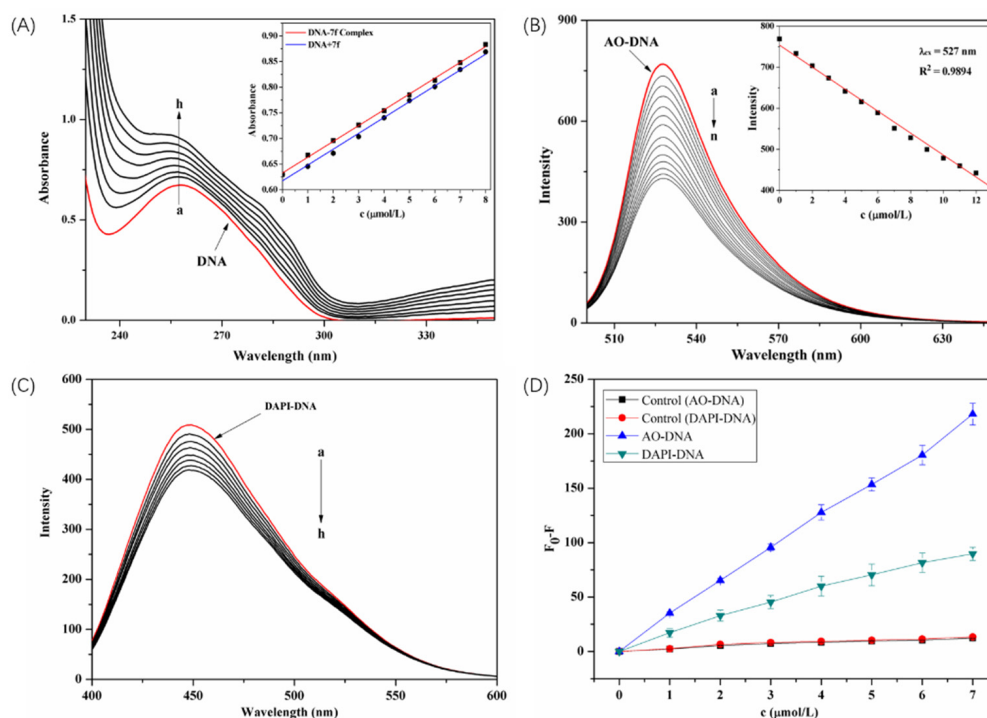 (A)
1.5
1.0
0.5
0.0
Absorbance
240 270 300 330
Wavelength (nm)
h
a
DNA
DNA-7f Complex
DNA+7f
0,90
0,85
0,80
0,75
0,70
0,65
0,60
Absorbance
0 1 2 3 4 5 6 7 8
c (μmol/L)
(B)
900
600
300
0
Intensity
510 540 570 600 630
Wavelength (nm)
AO-DNA
a
n
800
700
600
500
400
Intensity
0 2 4 6 8 10 12
c (μmol/L)
λex = 527 nm
R² = 0.9894
(C)
600
500
400
300
200
100
0
Intensity
400 450 500 550 600
Wavelength (nm)
DAPI-DNA
a
h
(D)
250
200
150
100
50
0
F0-F
0 1 2 3 4 5 6 7
c (μmol/L)
Control (AO-DNA)
Control (DAPI-DNA)
AO-DNA
DAPI-DNA